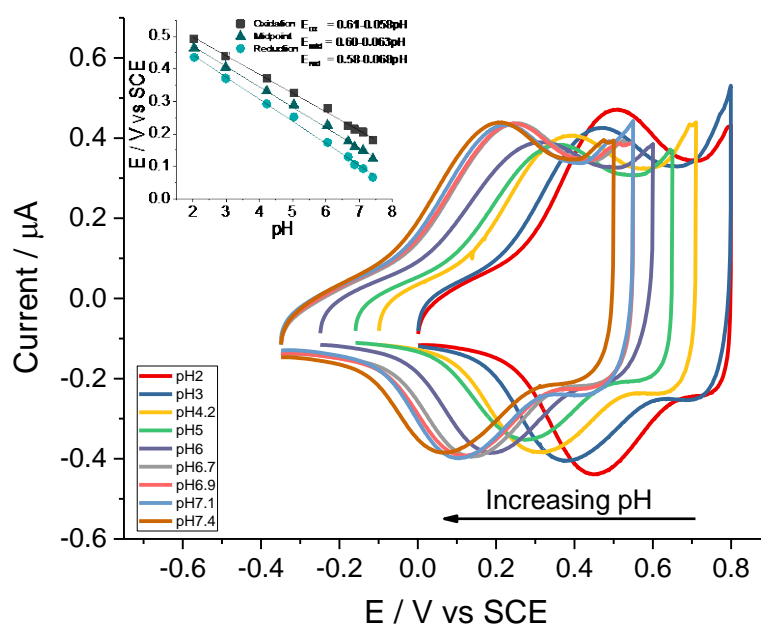 Oxidation E_ox = 0.61-0.058pH
Midpoint E_mid = 0.60-0.063pH
Reduction E_red = 0.58-0.068pH
0.5
0.4
0.3
0.2
0.1
0.0
E / V vs SCE
2 3 4 5 6 7 8
pH
0.6
0.4
0.2
0.0
-0.2
-0.4
-0.6
Current / μA
pH2
pH3
pH4.2
pH5
pH6
pH6.7
pH6.9
pH7.1
pH7.4
Increasing pH
-0.6 -0.4 -0.2 0.0 0.2 0.4 0.6 0.8
E / V vs SCE